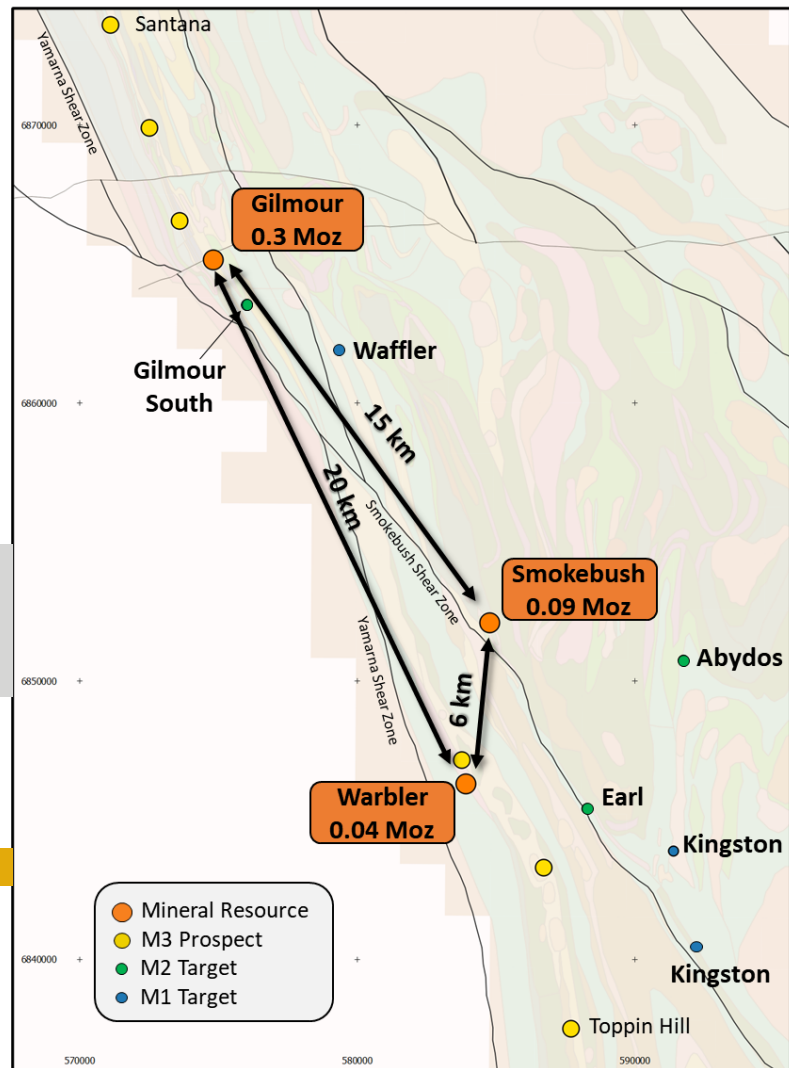 Santana
Yamarna Shear Zone
6870000
Gilmour
0.3 Moz
Waffler
Gilmour
South
6860000
15 km
20 km
Smokebush Shear Zone
Smokebush
0.09 Moz
Yamarna Shear Zone
Abydos
6850000
6 km
Warbler
0.04 Moz
Earl
Kingston
Mineral Resource
M3 Prospect
M2 Target
M1 Target
6840000
Kingston
Toppin Hill
570000
580000
590000